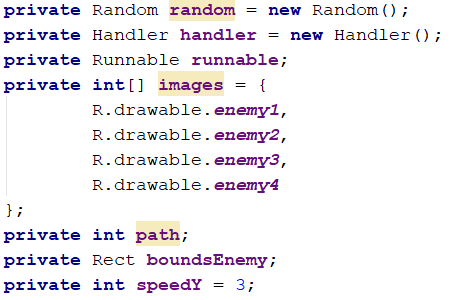 private Random random = new Random();
private Handler handler = new Handler();
private Runnable runnable;
private int[] images = {
        R.drawable.enemy1,
        R.drawable.enemy2,
        R.drawable.enemy3,
        R.drawable.enemy4
};
private int path;
private Rect boundsEnemy;
private int speedY = 3;